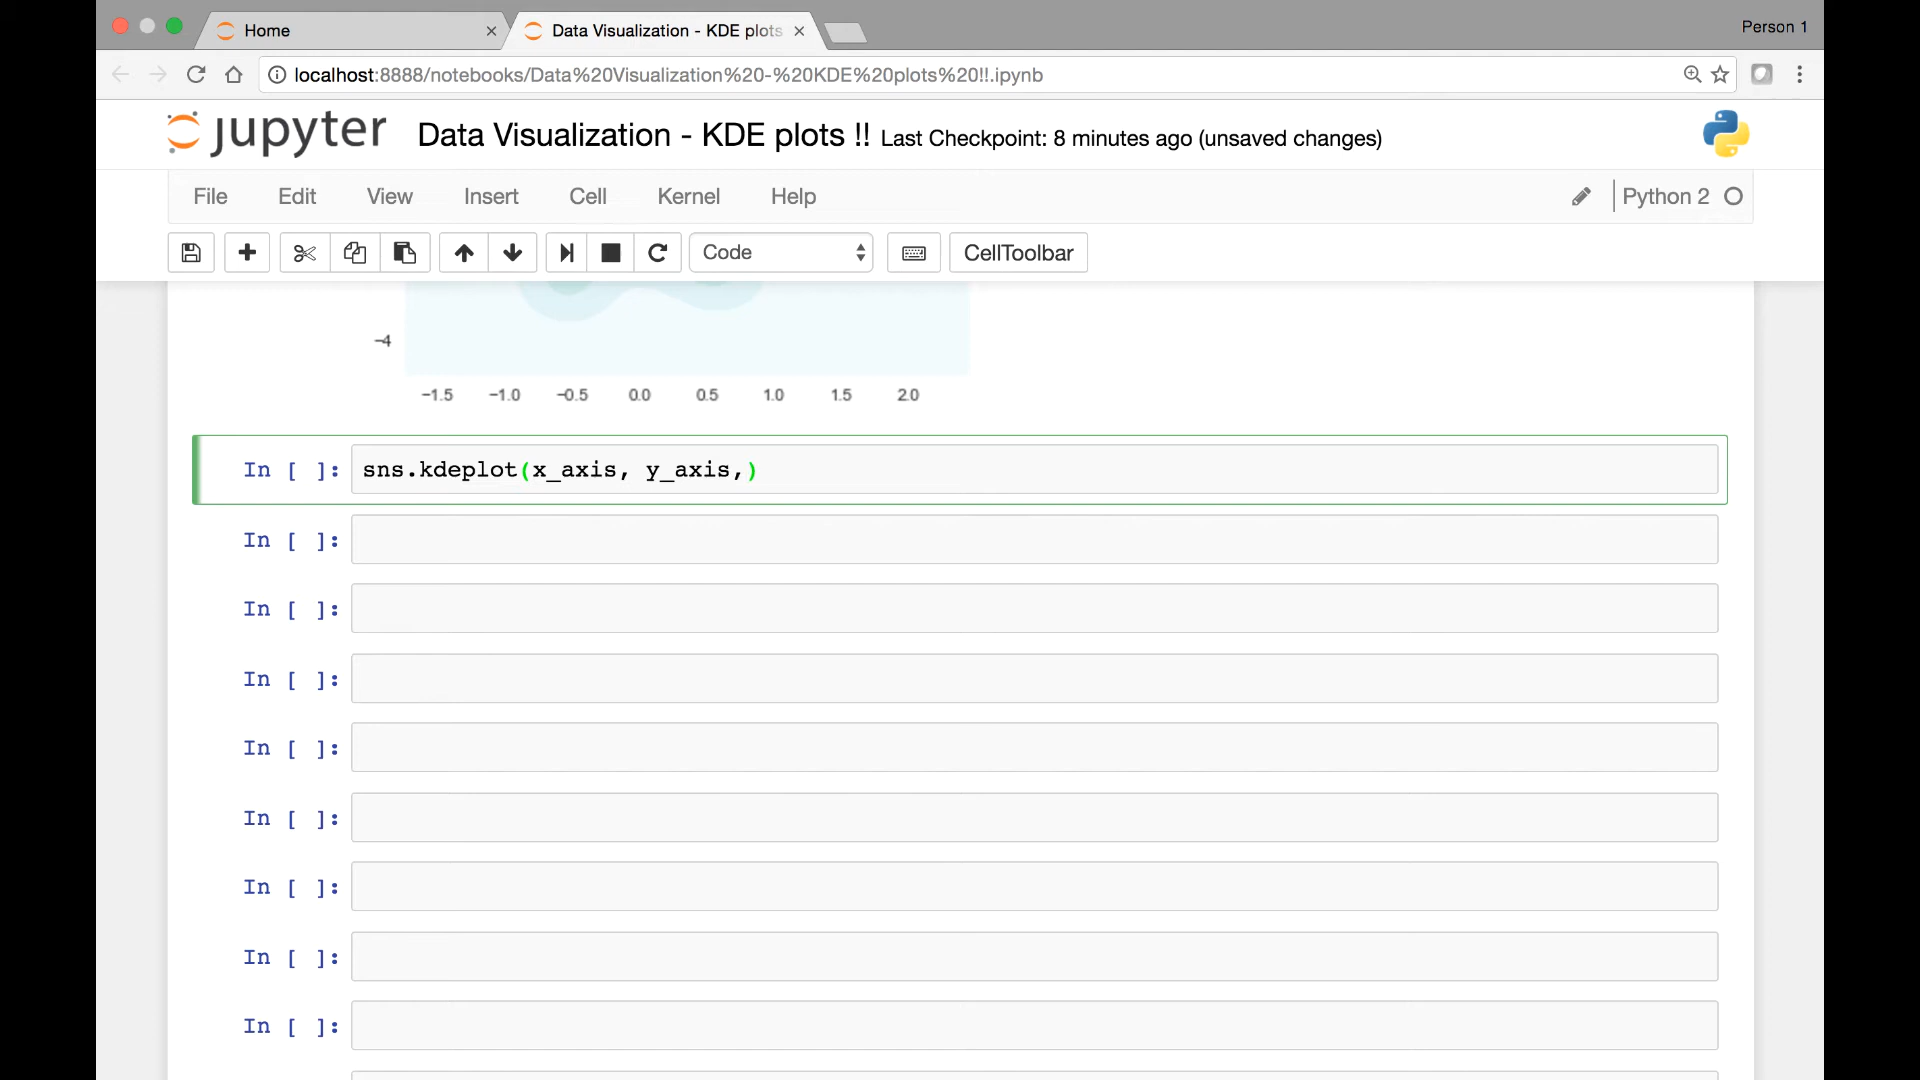 Home × Data Visualization - KDE plots × Person 1
localhost:8888/notebooks/Data%20Visualization%20-%20KDE%20plots%20!!.ipynb
jupyter Data Visualization - KDE plots !! Last Checkpoint: 8 minutes ago (unsaved changes)
File Edit View Insert Cell Kernel Help Python 2
Code CellToolbar
−4
−1.5 −1.0 −0.5 0.0 0.5 1.0 1.5 2.0
In [ ]: sns.kdeplot(x_axis, y_axis,)
In [ ]:
In [ ]:
In [ ]:
In [ ]:
In [ ]:
In [ ]:
In [ ]:
In [ ]: